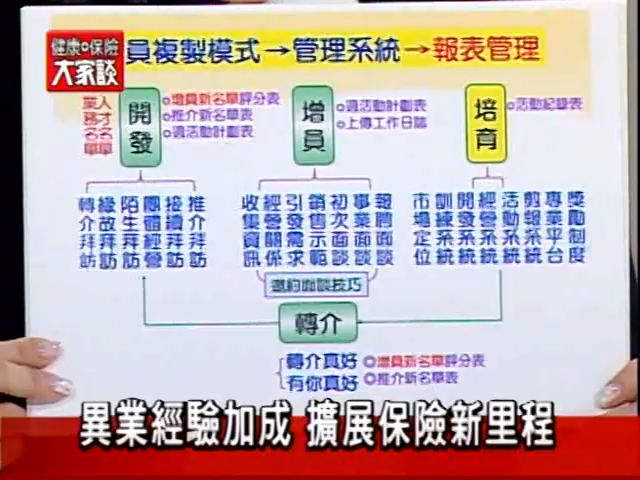 健康の保險
大家談
員複製模式→管理系統→報表管理
業務名單
人才名單
開發
◎增員新名單評分表
◎推介新名單表
◎週活動計劃表
增員
◎週活動計劃表
◎上傳工作日誌
培育
◎活動紀錄表
轉介拜訪
緣故拜訪
陌生拜訪
團體經營
接續拜訪
推介拜訪
收集資訊
經營關係
引發需求
銷售示範
初次面談
事業面談
報聘面談
市場定位
訓練系統
開發系統
經營系統
活動系統
剪報系統
專業平台
獎勵制度
邀約面談技巧
轉介
轉介真好 ◎增員新名單評分表
有你真好 ◎推介新名單表
異業經驗加成 擴展保險新里程